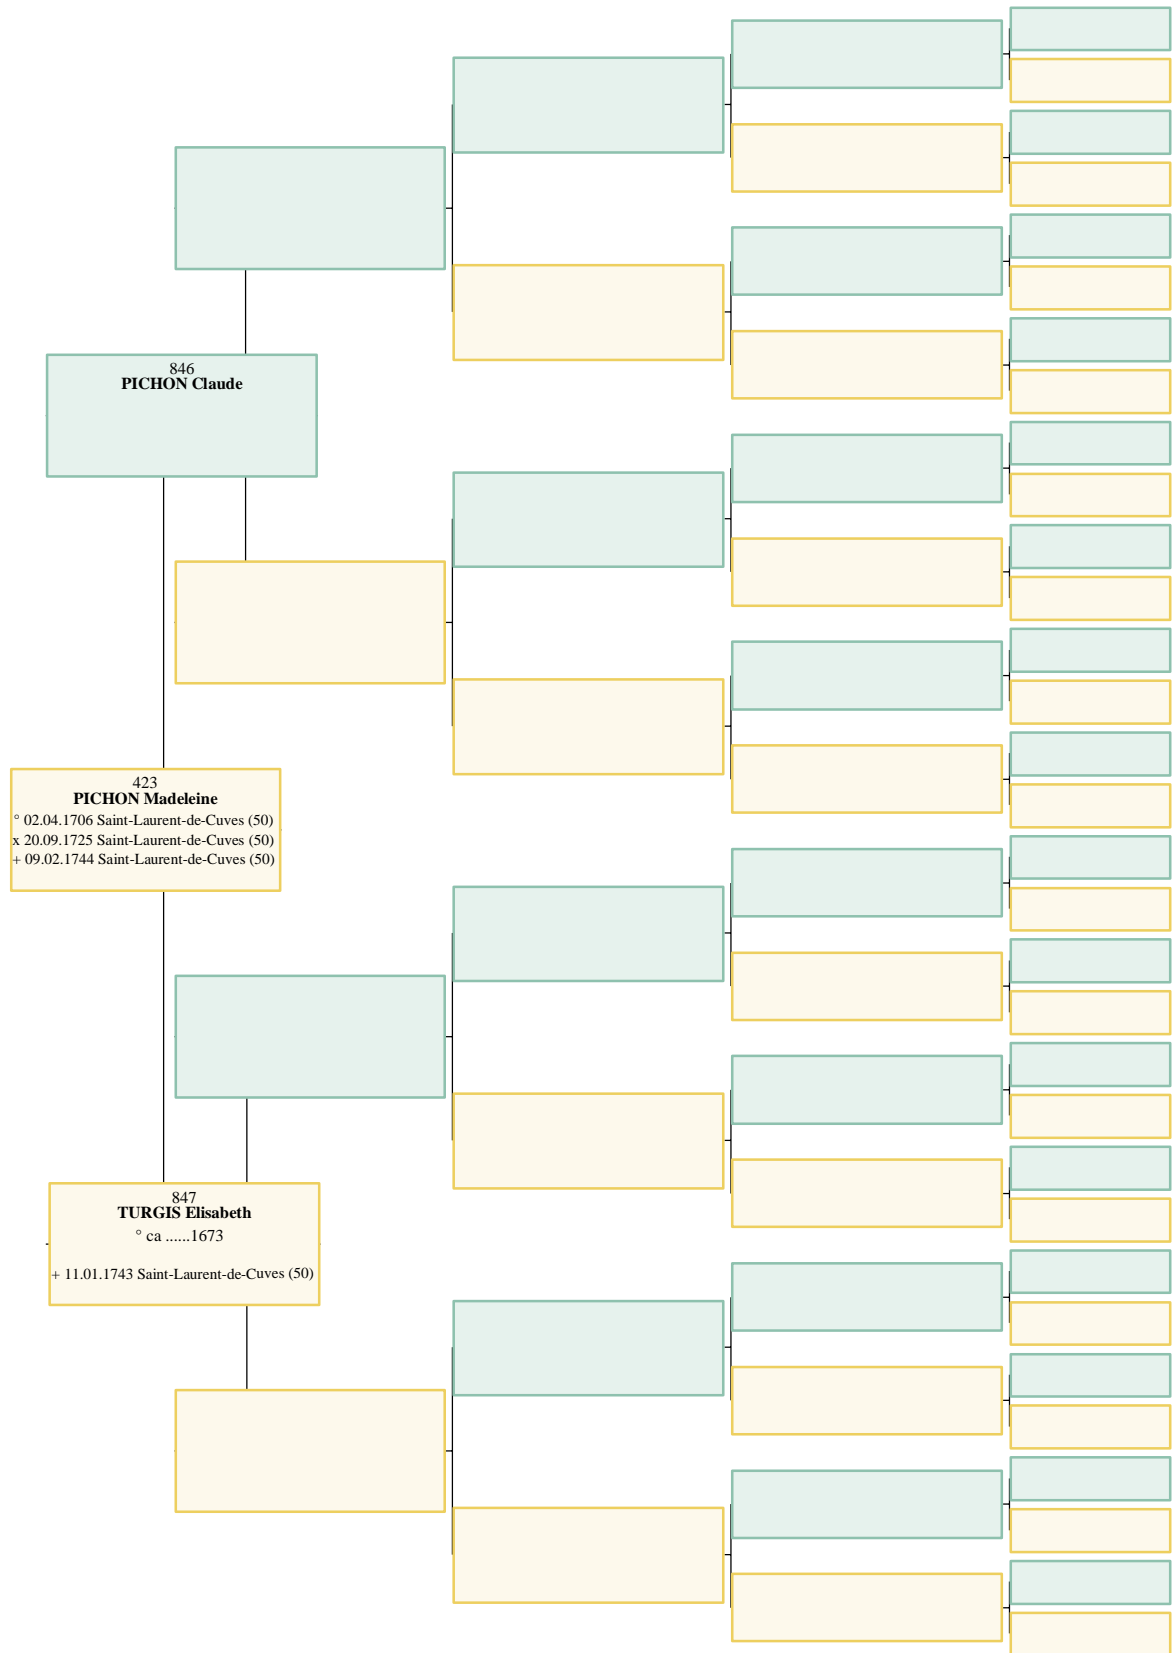 846
PICHON Claude
423
PICHON Madeleine
° 02.04.1706 Saint-Laurent-de-Cuves (50)
x 20.09.1725 Saint-Laurent-de-Cuves (50)
+ 09.02.1744 Saint-Laurent-de-Cuves (50)
847
TURGIS Elisabeth
° ca ......1673
+ 11.01.1743 Saint-Laurent-de-Cuves (50)